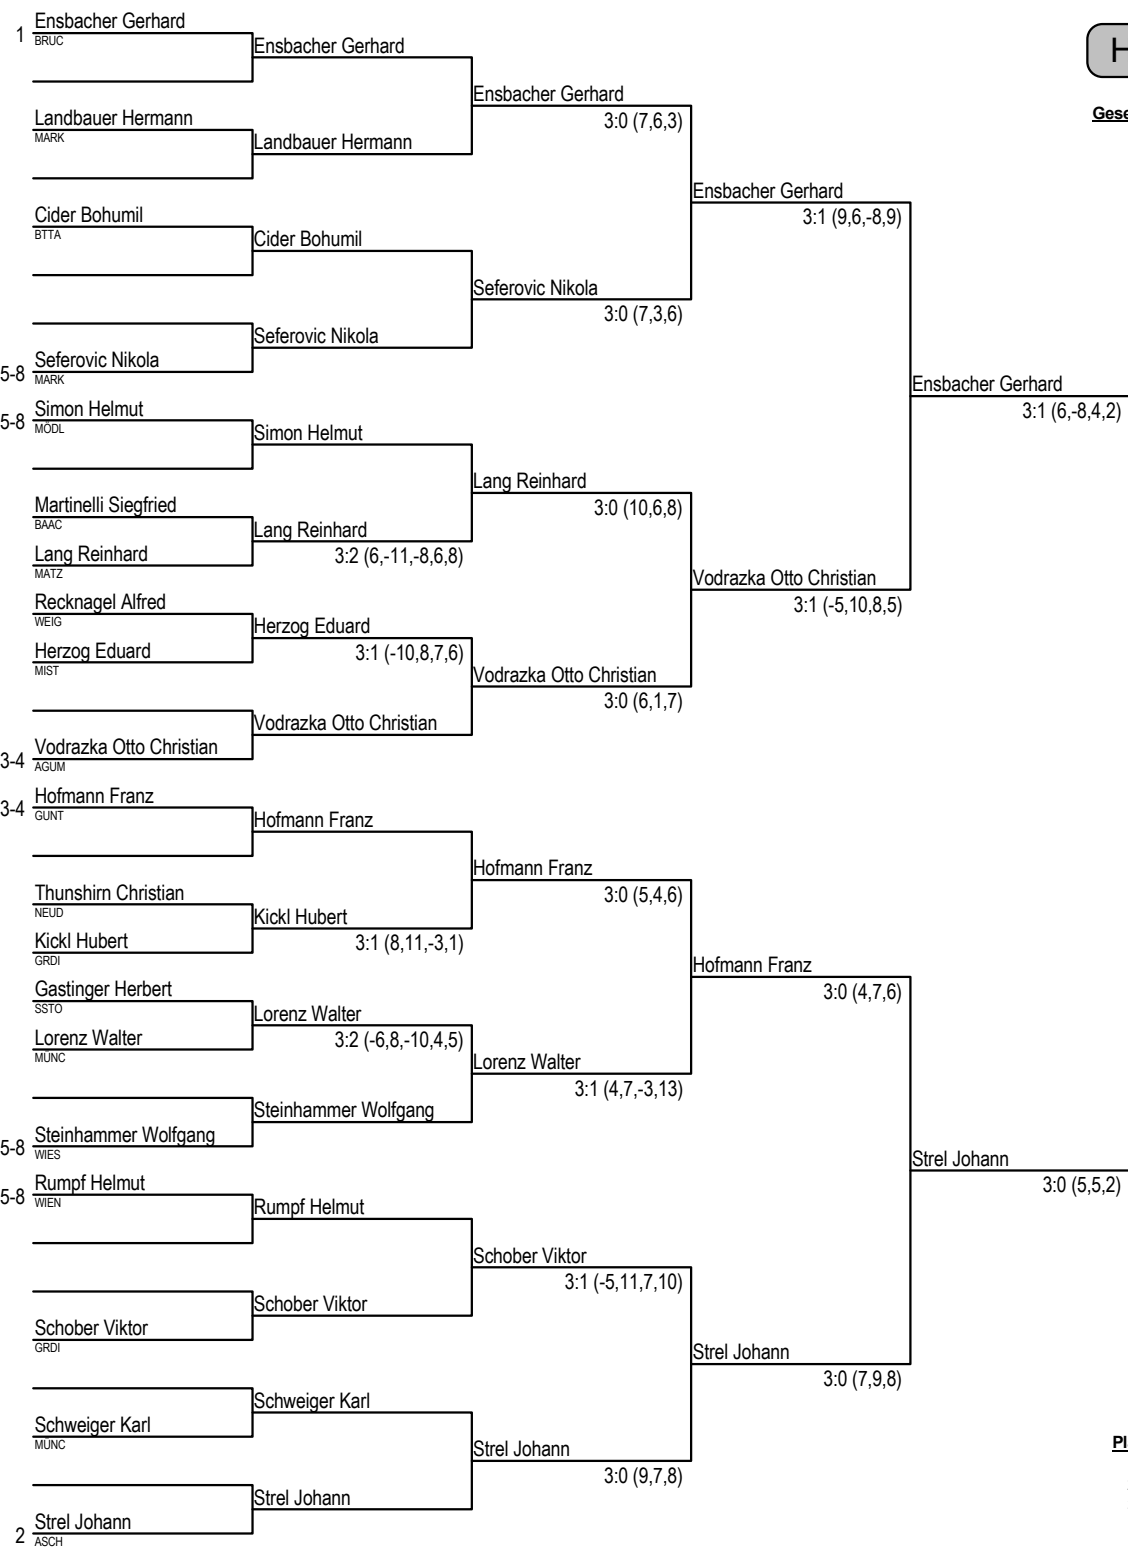 1 Ensbacher Gerhard
BRUC
Landbauer Hermann
MARK
Cider Bohumil
BTTA
5-8 Seferovic Nikola
MARK
5-8 Simon Helmut
MÖDL
Martinelli Siegfried
BAAC
Lang Reinhard
MATZ
Recknagel Alfred
WEIG
Herzog Eduard
MIST
3-4 Vodrazka Otto Christian
AGUM
3-4 Hofmann Franz
GUNT
Thunshirn Christian
NEUD
Kickl Hubert
GRDI
Gastinger Herbert
SSTO
Lorenz Walter
MÜNC
5-8 Steinhammer Wolfgang
WIES
5-8 Rumpf Helmut
WIEN
Schober Viktor
GRDI
Schweiger Karl
MÜNC
2 Strel Johann
ASCH
Ensbacher Gerhard
Landbauer Hermann
Cider Bohumil
Seferovic Nikola
Simon Helmut
Lang Reinhard
3:2 (6,-11,-8,6,8)
Herzog Eduard
3:1 (-10,8,7,6)
Vodrazka Otto Christian
Hofmann Franz
Kickl Hubert
3:1 (8,11,-3,1)
Lorenz Walter
3:2 (-6,8,-10,4,5)
Steinhammer Wolfgang
Rumpf Helmut
Schober Viktor
Schweiger Karl
Strel Johann
Ensbacher Gerhard
3:0 (7,6,3)
Seferovic Nikola
3:0 (7,3,6)
Lang Reinhard
3:0 (10,6,8)
Vodrazka Otto Christian
3:0 (6,1,7)
Hofmann Franz
3:0 (5,4,6)
Lorenz Walter
3:1 (4,7,-3,13)
Schober Viktor
3:1 (-5,11,7,10)
Strel Johann
3:0 (9,7,8)
Ensbacher Gerhard
3:1 (9,6,-8,9)
Vodrazka Otto Christian
3:1 (-5,10,8,5)
Hofmann Franz
3:0 (4,7,6)
Strel Johann
3:0 (7,9,8)
Ensbacher Gerhard
3:1 (6,-8,4,2)
Strel Johann
3:0 (5,5,2)
H
Gese
Pl